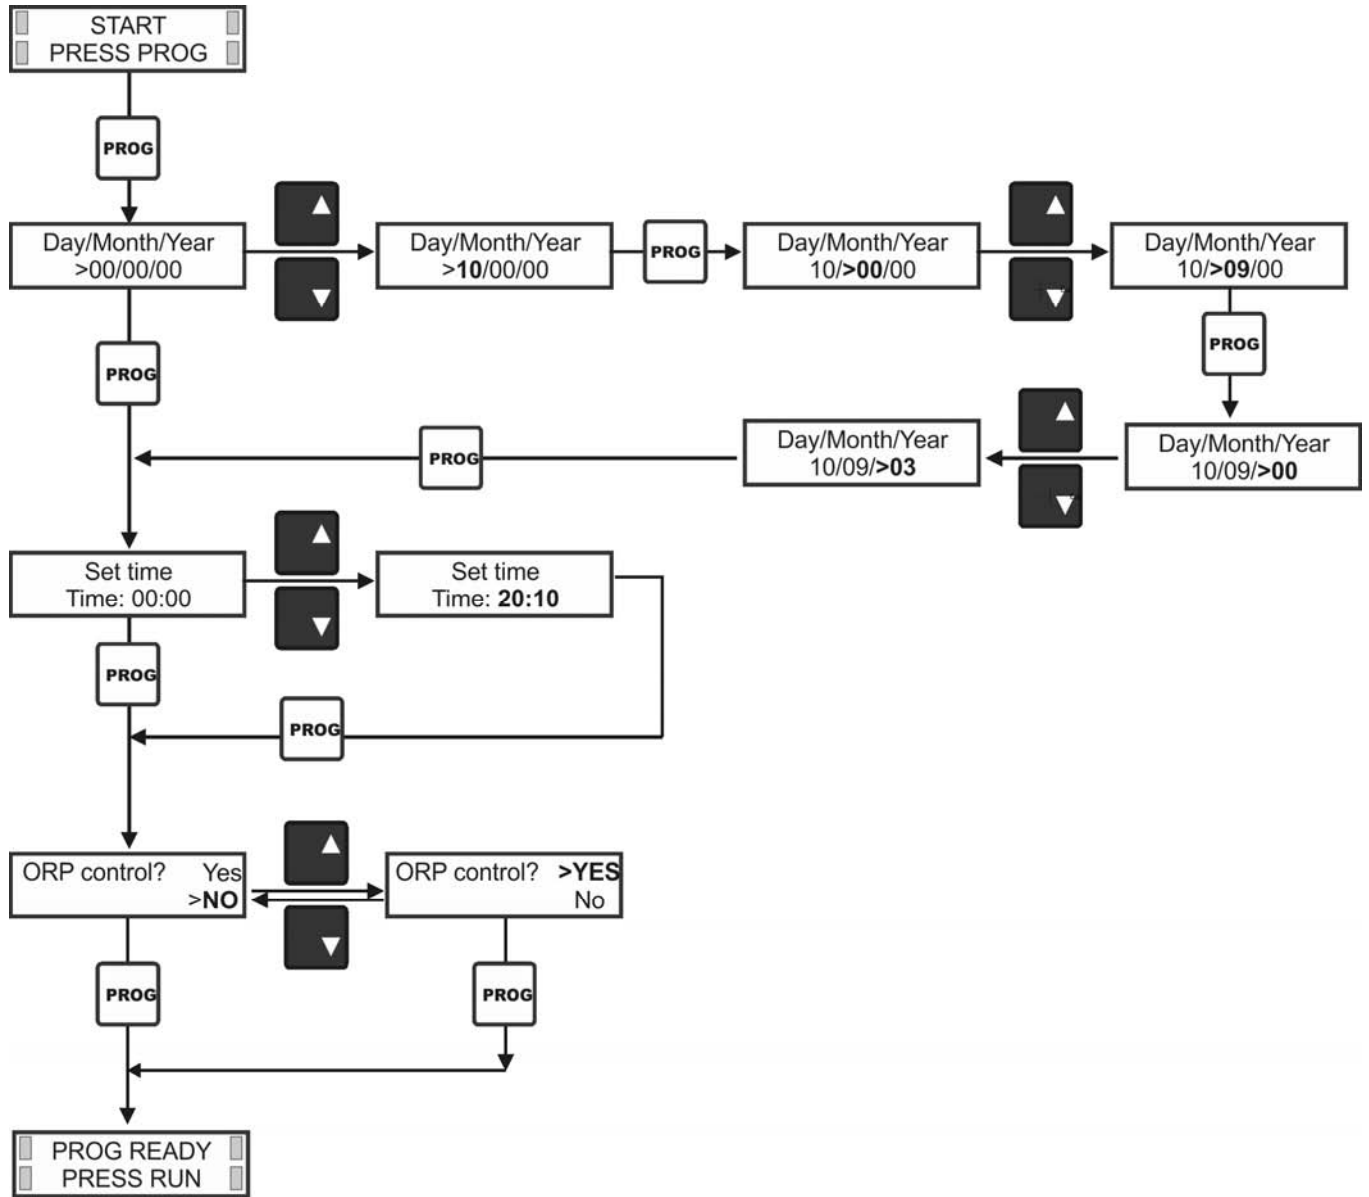 START
PRESS PROG
PROG
Day/Month/Year
>00/00/00
Day/Month/Year
>10/00/00
PROG
Day/Month/Year
10/>00/00
Day/Month/Year
10/>09/00
PROG
PROG
Day/Month/Year
10/09/>00
Day/Month/Year
10/09/>03
PROG
Set time
Time: 00:00
Set time
Time: 20:10
PROG
PROG
ORP control? Yes
>NO
ORP control? >YES
No
PROG
PROG
PROG READY
PRESS RUN